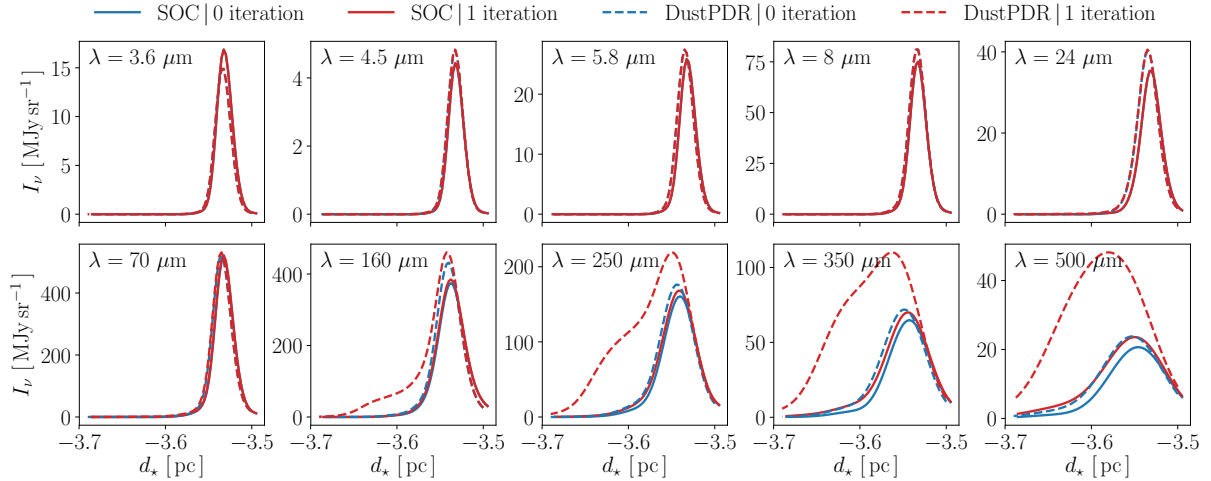 SOC | 0 iteration SOC | 1 iteration DustPDR | 0 iteration DustPDR | 1 iteration
λ = 3.6 μm λ = 4.5 μm λ = 5.8 μm λ = 8 μm λ = 24 μm
I_ν [MJy sr⁻¹]
15 10 5 0
4 2 0
20 10 0
75 50 25 0
40 20 0
λ = 70 μm λ = 160 μm λ = 250 μm λ = 350 μm λ = 500 μm
I_ν [MJy sr⁻¹]
400 200 0
400 200 0
200 100 0
100 50 0
40 20 0
−3.7 −3.6 −3.5 −3.7 −3.6 −3.5 −3.7 −3.6 −3.5 −3.7 −3.6 −3.5 −3.7 −3.6 −3.5
d⋆ [pc] d⋆ [pc] d⋆ [pc] d⋆ [pc] d⋆ [pc]